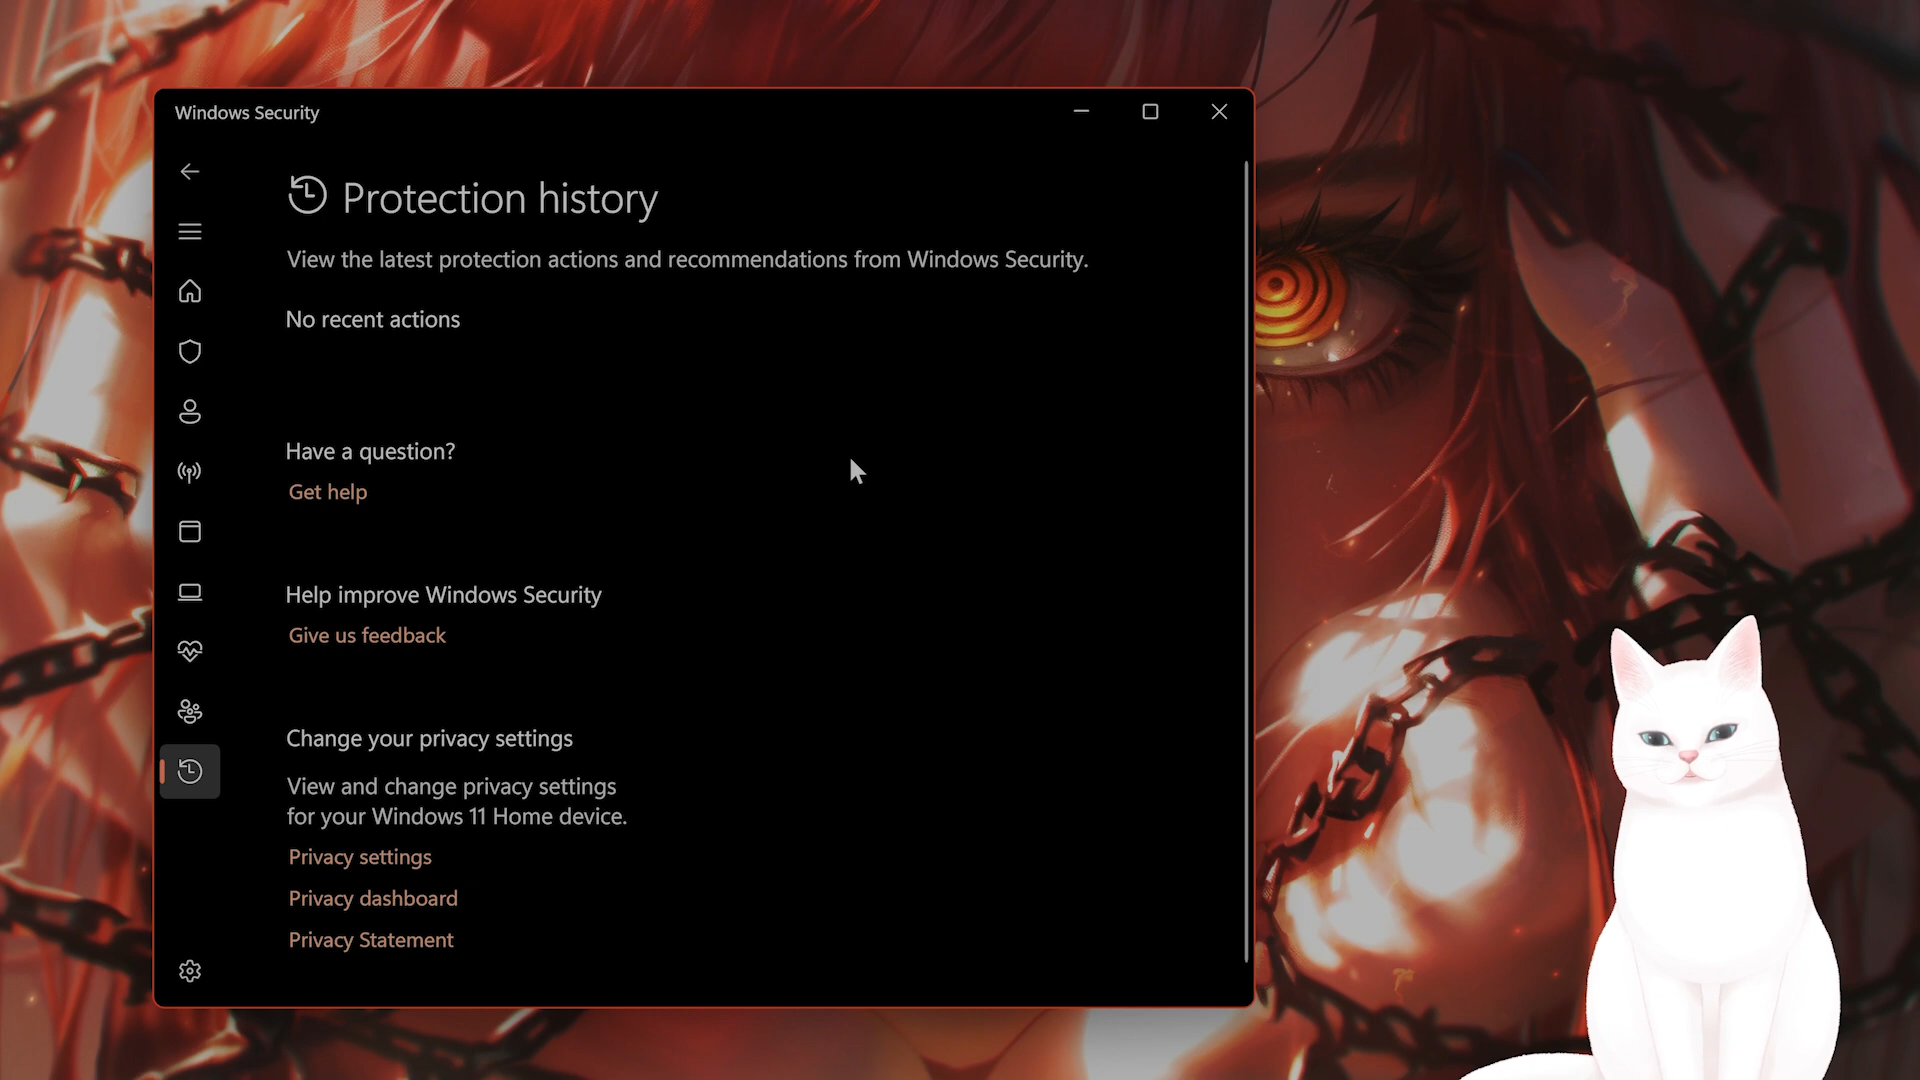 Windows Security
Protection history
View the latest protection actions and recommendations from Windows Security.
No recent actions
Have a question?
Get help
Help improve Windows Security
Give us feedback
Change your privacy settings
View and change privacy settings
for your Windows 11 Home device.
Privacy settings
Privacy dashboard
Privacy Statement